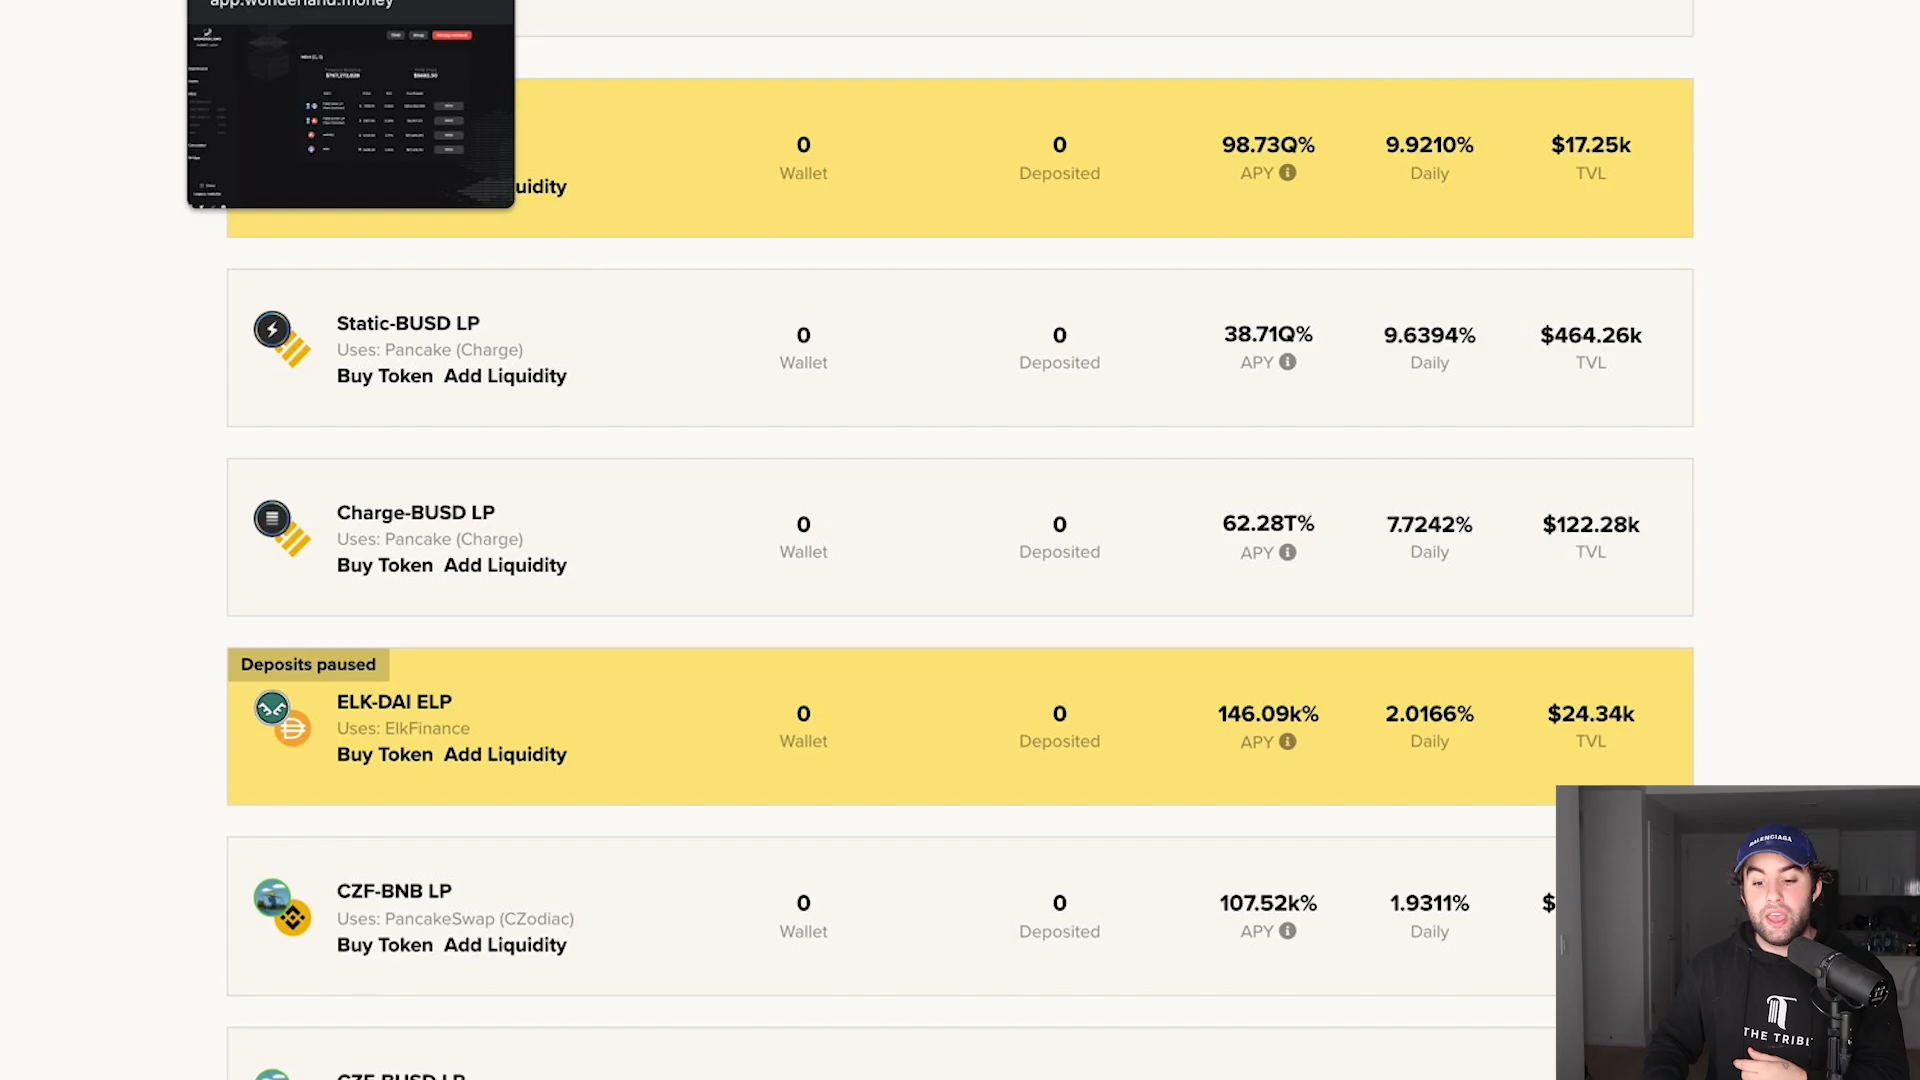 app.wonderland.money
0
Wallet
0
Deposited
98.73Q%
APY
9.9210%
Daily
$17.25k
TVL
uidity
Static-BUSD LP
Uses: Pancake (Charge)
Buy Token Add Liquidity
0
Wallet
0
Deposited
38.71Q%
APY
9.6394%
Daily
$464.26k
TVL
Charge-BUSD LP
Uses: Pancake (Charge)
Buy Token Add Liquidity
0
Wallet
0
Deposited
62.28T%
APY
7.7242%
Daily
$122.28k
TVL
Deposits paused
ELK-DAI ELP
Uses: ElkFinance
Buy Token Add Liquidity
0
Wallet
0
Deposited
146.09k%
APY
2.0166%
Daily
$24.34k
TVL
CZF-BNB LP
Uses: PancakeSwap (CZodiac)
Buy Token Add Liquidity
0
Wallet
0
Deposited
107.52k%
APY
1.9311%
Daily
$
CZF-BUSD LP
BALENCIAGA
THE TRIBE